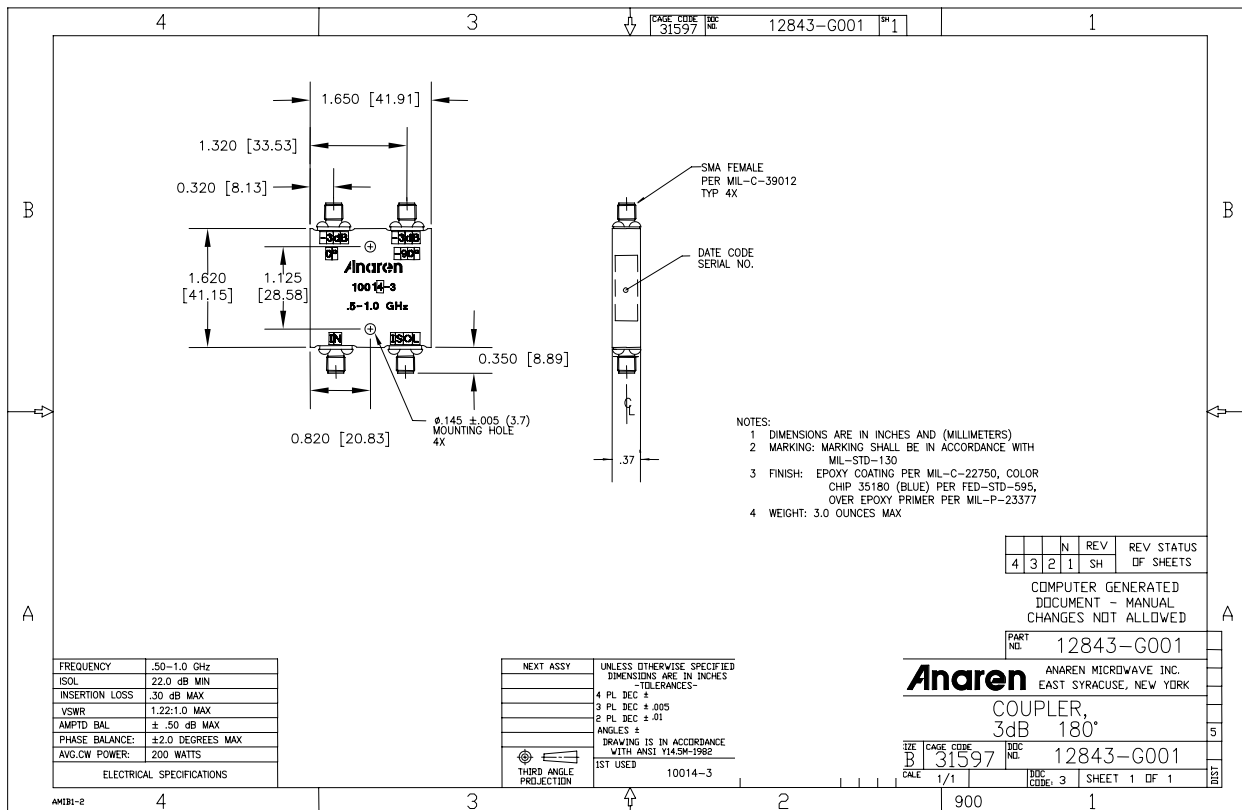 4
3
CAGE CODE 31597 DOC NO. 12843-G001 SH 1
1
1.650 [41.91]
1.320 [33.53]
0.320 [8.13]
SMA FEMALE
PER MIL-C-39012
TYP 4X
B
B
-3dB
-3dB
0°
-90°
DATE CODE
SERIAL NO.
Anaren
10014-3
.5-1.0 GHz
1.620
[41.15]
1.125
[28.58]
IN
ISOL
0.350 [8.89]
0.820 [20.83]
ø.145 ±.005 (3.7)
MOUNTING HOLE
4X
CL
.37
NOTES:
1 DIMENSIONS ARE IN INCHES AND (MILLIMETERS)
2 MARKING: MARKING SHALL BE IN ACCORDANCE WITH
MIL-STD-130
3 FINISH: EPOXY COATING PER MIL-C-22750, COLOR
CHIP 35180 (BLUE) PER FED-STD-595,
OVER EPOXY PRIMER PER MIL-P-23377
4 WEIGHT: 3.0 OUNCES MAX
N REV REV STATUS
4 3 2 1 SH OF SHEETS
COMPUTER GENERATED
DOCUMENT - MANUAL
CHANGES NOT ALLOWED
A
A
PART NO. 12843-G001
Anaren
ANAREN MICROWAVE INC.
EAST SYRACUSE, NEW YORK
COUPLER,
3dB 180°
IZE B CAGE CODE 31597 DOC NO. 12843-G001
CALE 1/1 DOC CODE: 3 SHEET 1 OF 1
5
DIST
FREQUENCY .50-1.0 GHz
ISOL 22.0 dB MIN
INSERTION LOSS .30 dB MAX
VSWR 1.22:1.0 MAX
AMPTD BAL ± .50 dB MAX
PHASE BALANCE: ±2.0 DEGREES MAX
AVG.CW POWER: 200 WATTS
ELECTRICAL SPECIFICATIONS
NEXT ASSY
UNLESS OTHERWISE SPECIFIED
DIMENSIONS ARE IN INCHES
-TOLERANCES-
4 PL DEC ±
3 PL DEC ± .005
2 PL DEC ± .01
ANGLES ±
DRAWING IS IN ACCORDANCE
WITH ANSI Y14.5M-1982
THIRD ANGLE
PROJECTION
1ST USED
10014-3
AMIB1-2
4
3
2
900
1